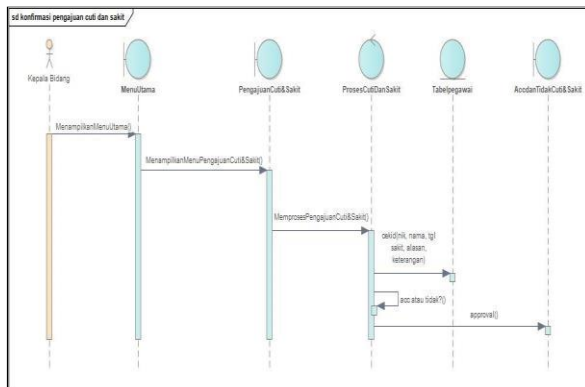 sd konfirmasi pengajuan cuti dan sakit
Kepala Bidang
MenuUtama
PengajuanCuti&Sakit
ProsesCutiDanSakit
Tabelpegawai
AccdanTidakCuti&Sakit
MenampilkanMenuUtama()
MenampilkanMenuPengajuanCuti&Sakit()
MemprosesPengajuanCuti&Sakit()
cekid(nik, nama, tgl
sakit, alasan,
keterangan)
acc atau tidak?()
approval()